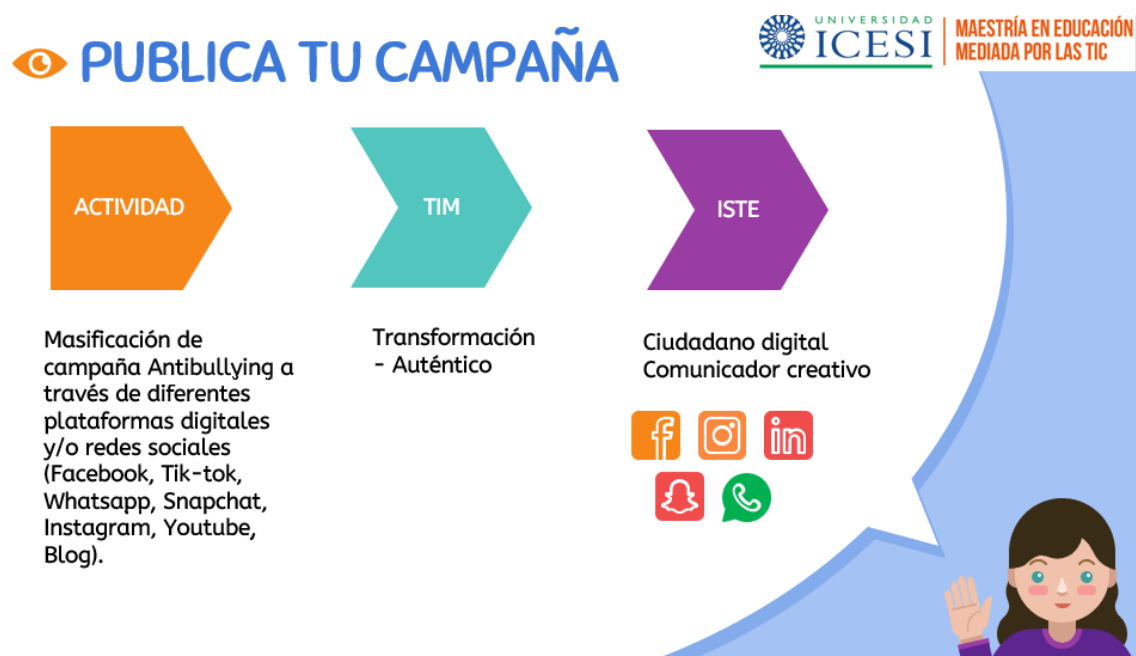 PUBLICA TU CAMPAÑA
UNIVERSIDAD
ICESI
MAESTRÍA EN EDUCACIÓN
MEDIADA POR LAS TIC
ACTIVIDAD
TIM
ISTE
Masificación de
campaña Antibullying a
través de diferentes
plataformas digitales
y/o redes sociales
(Facebook, Tik-tok,
Whatsapp, Snapchat,
Instagram, Youtube,
Blog).
Transformación
- Auténtico
Ciudadano digital
Comunicador creativo
f
in